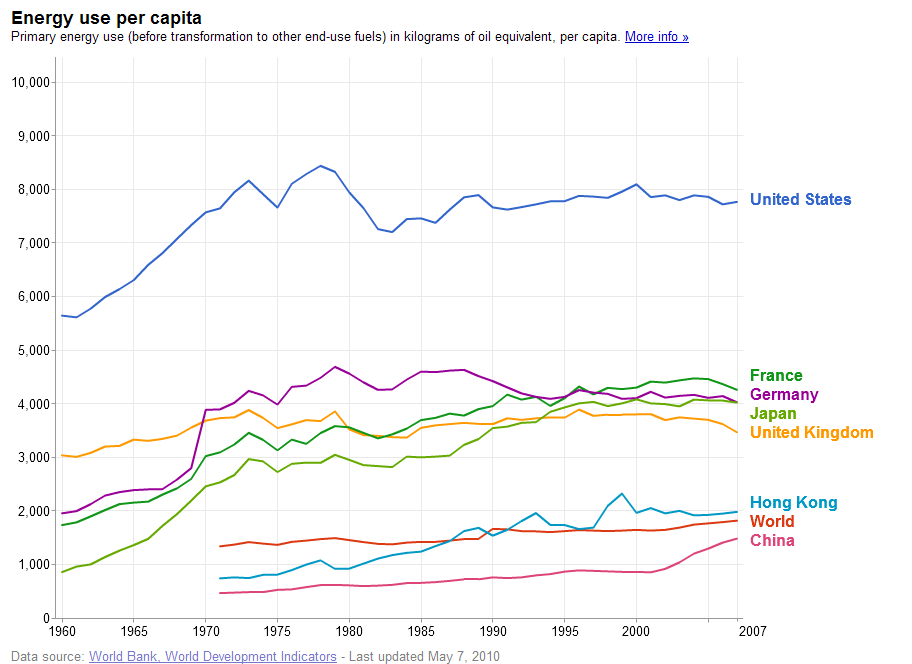 Energy use per capita
Primary energy use (before transformation to other end-use fuels) in kilograms of oil equivalent, per capita. More info »
10,000
9,000
8,000
7,000
6,000
5,000
4,000
3,000
2,000
1,000
0
United States
France
Germany
Japan
United Kingdom
Hong Kong
World
China
1960 1965 1970 1975 1980 1985 1990 1995 2000 2007
Data source: World Bank, World Development Indicators - Last updated May 7, 2010